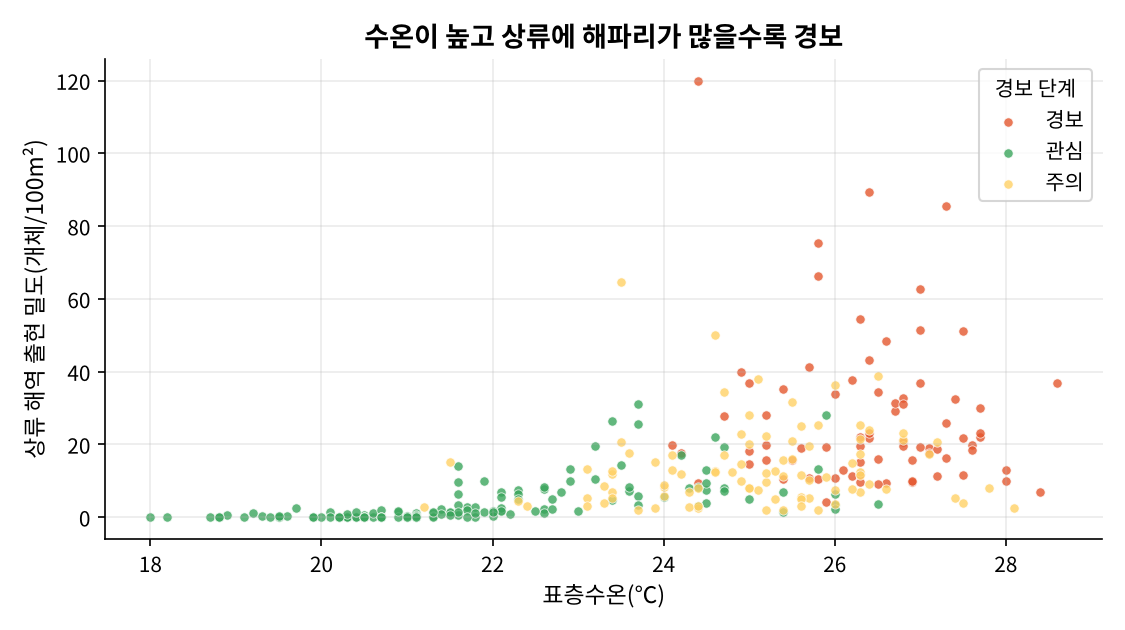 수온이 높고 상류에 해파리가 많을수록 경보
상류 해역 출현 밀도(개체/100m²)
120
100
80
60
40
20
0
18
20
22
24
26
28
표층수온(℃)
경보 단계
경보
관심
주의